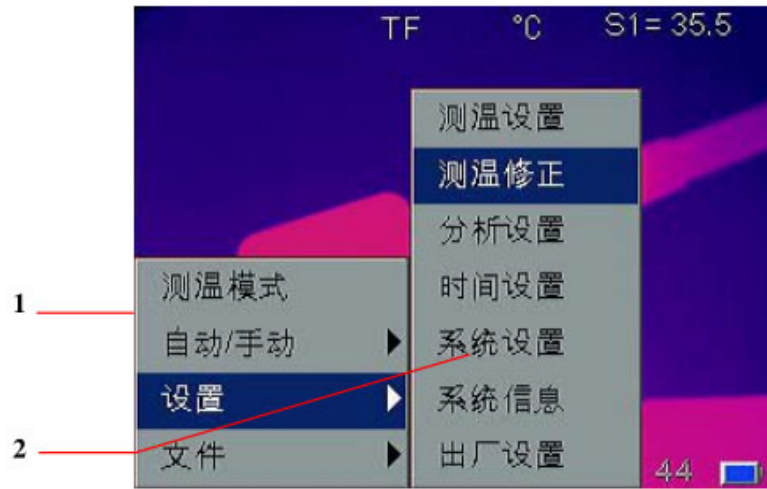 TF °C S1= 35.5
测温设置
测温修正
分析设置
时间设置
系统设置
系统信息
出厂设置
测温模式
自动/手动
设置
文件
1
2
44